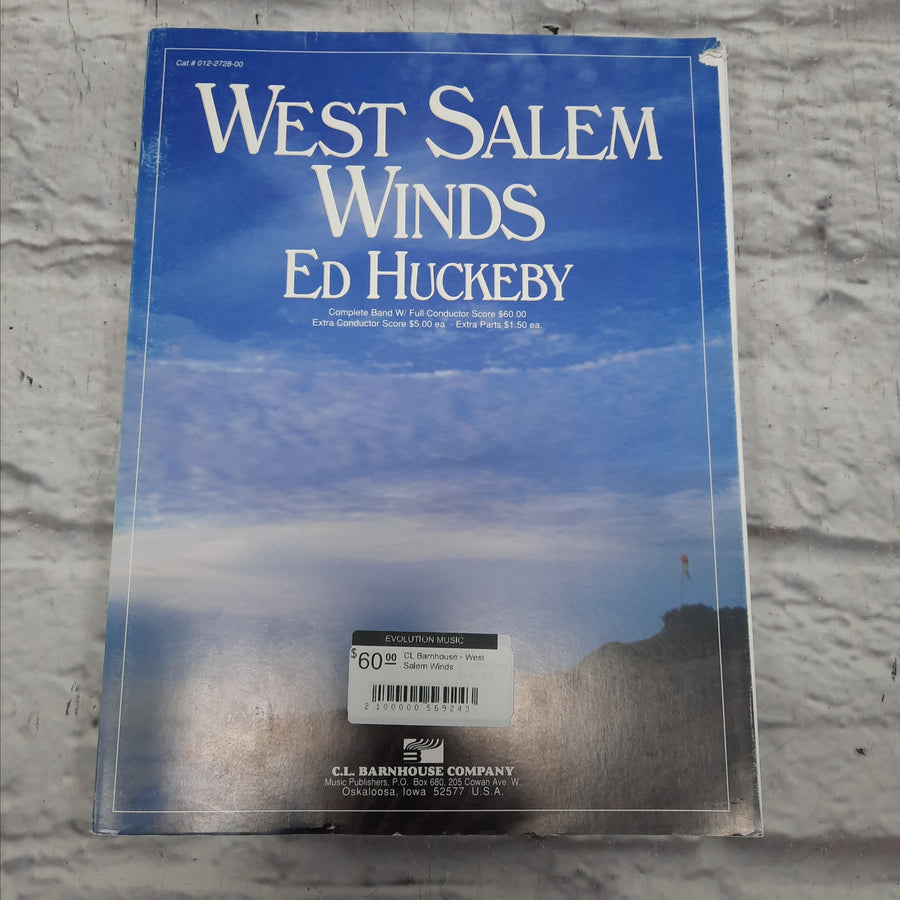 Cat.# 012-2728-00
WEST SALEM
WINDS
ED HUCKEBY
Complete Band W/ Full Conductor Score $60.00
Extra Conductor Score $5.00 ea. - Extra Parts $1.50 ea.
EVOLUTION MUSIC
$60.00 CL Barnhouse - West
Salem Winds
2 100000 569243
C.L. BARNHOUSE COMPANY
Music Publishers, P.O. Box 680, 205 Cowan Ave. W.
Oskaloosa, Iowa 52577 U.S.A.